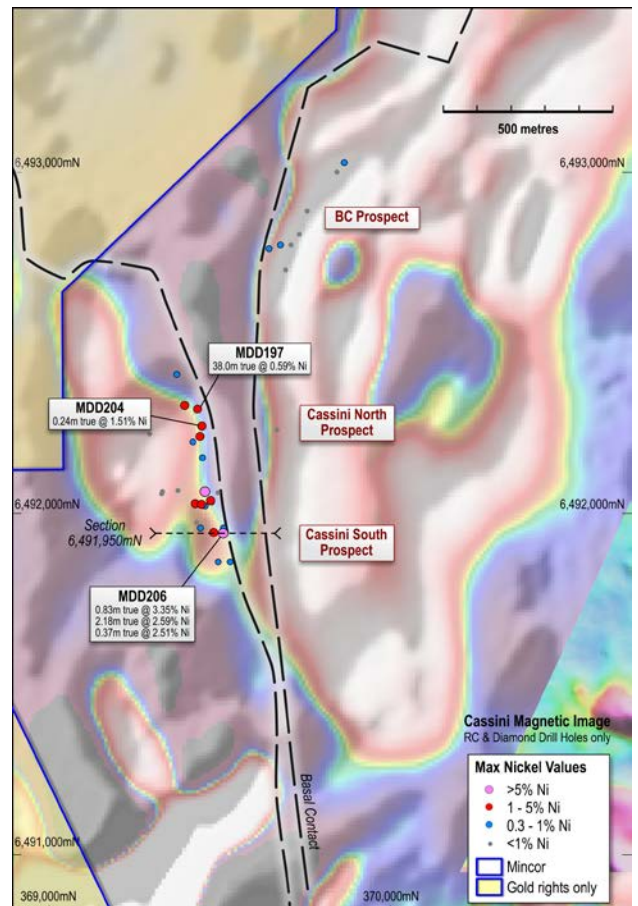 500 metres
6,493,000mN
6,493,000mN
BC Prospect
MDD197
38.0m true @ 0.59% Ni
MDD204
0.24m true @ 1.51% Ni
Cassini North
Prospect
6,492,000mN
6,492,000mN
Section
6,491,950mN
Cassini South
Prospect
MDD206
0.83m true @ 3.35% Ni
2.18m true @ 2.59% Ni
0.37m true @ 2.51% Ni
Cassini Magnetic Image
RC & Diamond Drill Holes only
Basal Contact
Max Nickel Values
>5% Ni
1 - 5% Ni
0.3 - 1% Ni
<1% Ni
Mincor
Gold rights only
6,491,000mN
6,491,000mN
369,000mN
370,000mN